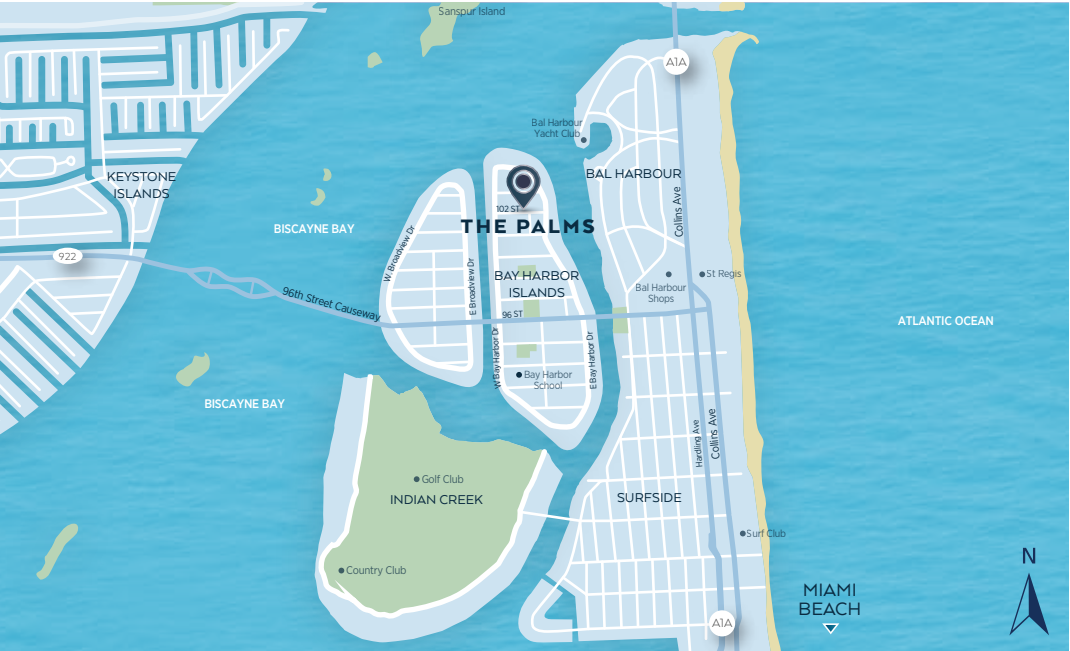 Sanspur Island
A1A
Bal Harbour
Yacht Club
KEYSTONE
ISLANDS
BAL HARBOUR
102 ST
THE PALMS
Collins Ave
BISCAYNE BAY
W. Broadview Dr
922
E Broadview Dr
BAY HARBOR
ISLANDS
St Regis
Bal Harbour
Shops
96th Street Causeway
96 ST
ATLANTIC OCEAN
W Bay Harbor Dr
E Bay Harbor Dr
Bay Harbor
School
BISCAYNE BAY
Hardling Ave
Collins Ave
Golf Club
INDIAN CREEK
SURFSIDE
Surf Club
Country Club
N
MIAMI
BEACH
A1A